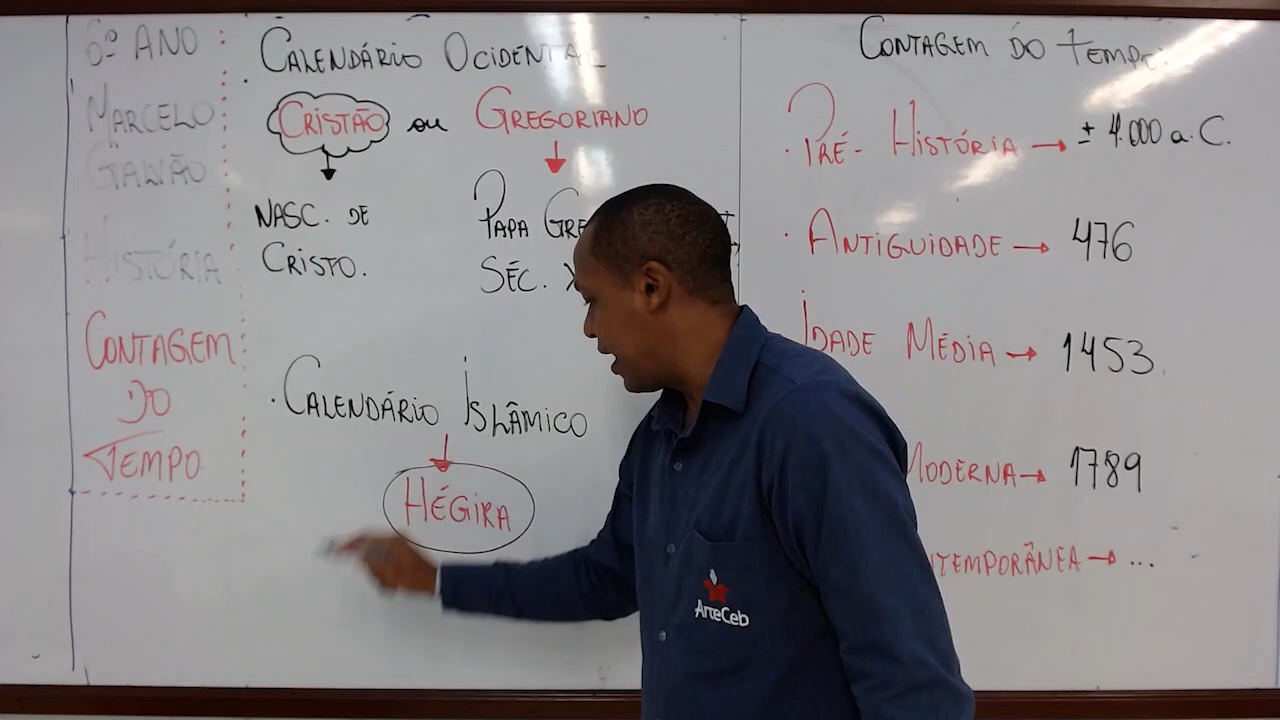 6º ANO
MARCELO
GALVÃO
HISTÓRIA
CONTAGEM
DO
TEMPO
. CALENDÁRIO OCIDENTAL
CRISTÃO ou GREGORIANO
NASC. DE
CRISTO.
PAPA GRE
SÉC. X
. CALENDÁRIO ISLÂMICO
HÉGIRA
CONTAGEM DO TEMPO:
. PRÉ-HISTÓRIA → ± 4.000 a.C.
. ANTIGUIDADE → 476
IDADE MÉDIA → 1453
MODERNA → 1789
NTEMPORÂNEA → ...
ArteCeb